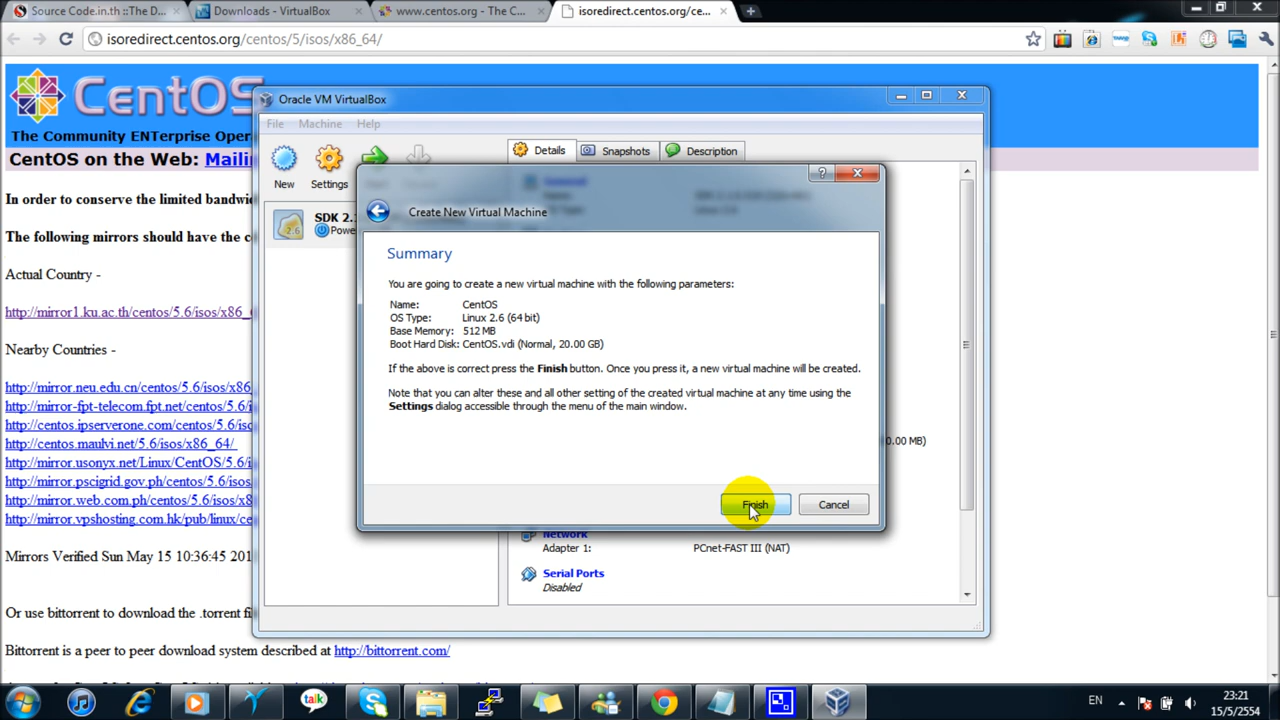 Source Code.in.th ::The D...
Downloads - VirtualBox
www.centos.org - The C...
isoredirect.centos.org/ce...
isoredirect.centos.org/centos/5/isos/x86_64/
CentOS
The Community ENTerprise Oper
CentOS on the Web: Mailin
In order to conserve the limited bandwid
The following mirrors should have the c
Actual Country -
http://mirror1.ku.ac.th/centos/5.6/isos/x86_
Nearby Countries -
http://mirror.neu.edu.cn/centos/5.6/isos/x86
http://mirror-fpt-telecom.fpt.net/centos/5.6/i
http://centos.ipserverone.com/centos/5.6/is
http://centos.maulvi.net/5.6/isos/x86_64/
http://mirror.usonyx.net/Linux/CentOS/5.6/i
http://mirror.pscigrid.gov.ph/centos/5.6/isos
http://mirror.web.com.ph/centos/5.6/isos/x8
http://mirror.vpshosting.com.hk/pub/linux/ce
Mirrors Verified Sun May 15 10:36:45 201
Or use bittorrent to download the .torrent fi
Bittorrent is a peer to peer download system described at http://bittorrent.com/
Oracle VM VirtualBox
File Machine Help
New Settings
Details Snapshots Description
SDK 2.
Power
2.6
Create New Virtual Machine
Summary
You are going to create a new virtual machine with the following parameters:
Name: CentOS
OS Type: Linux 2.6 (64 bit)
Base Memory: 512 MB
Boot Hard Disk: CentOS.vdi (Normal, 20.00 GB)
If the above is correct press the Finish button. Once you press it, a new virtual machine will be created.
Note that you can alter these and all other setting of the created virtual machine at any time using the
Settings dialog accessible through the menu of the main window.
0.00 MB)
Finish Cancel
Network
Adapter 1: PCnet-FAST III (NAT)
Serial Ports
Disabled
talk
EN
23:21
15/5/2554